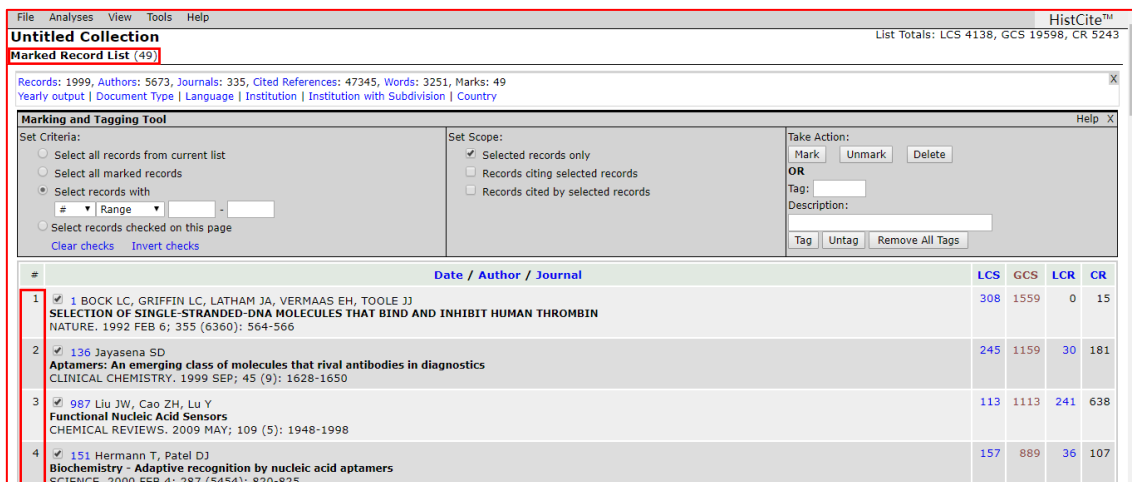 File Analyses View Tools Help
HistCite™
Untitled Collection
List Totals: LCS 4138, GCS 19598, CR 5243
Marked Record List (49)
Records: 1999, Authors: 5673, Journals: 335, Cited References: 47345, Words: 3251, Marks: 49
X
Yearly output | Document Type | Language | Institution | Institution with Subdivision | Country
Marking and Tagging Tool
Help X
Set Criteria:
Select all records from current list
Select all marked records
Select records with
# Range -
Select records checked on this page
Clear checks Invert checks
Set Scope:
Selected records only
Records citing selected records
Records cited by selected records
Take Action:
Mark Unmark Delete
OR
Tag:
Description:
Tag Untag Remove All Tags
# Date / Author / Journal LCS GCS LCR CR
1 1 BOCK LC, GRIFFIN LC, LATHAM JA, VERMAAS EH, TOOLE JJ 308 1559 0 15
SELECTION OF SINGLE-STRANDED-DNA MOLECULES THAT BIND AND INHIBIT HUMAN THROMBIN
NATURE. 1992 FEB 6; 355 (6360): 564-566
2 136 Jayasena SD 245 1159 30 181
Aptamers: An emerging class of molecules that rival antibodies in diagnostics
CLINICAL CHEMISTRY. 1999 SEP; 45 (9): 1628-1650
3 987 Liu JW, Cao ZH, Lu Y 113 1113 241 638
Functional Nucleic Acid Sensors
CHEMICAL REVIEWS. 2009 MAY; 109 (5): 1948-1998
4 151 Hermann T, Patel DJ 157 889 36 107
Biochemistry - Adaptive recognition by nucleic acid aptamers
SCIENCE. 2000 FEB 4; 287 (5454): 820-825